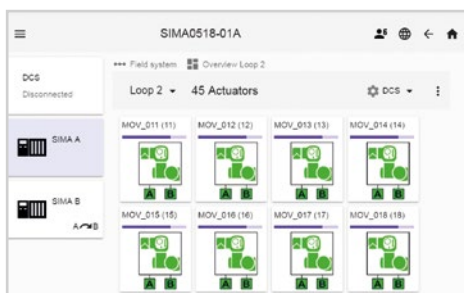 SIMA0518-01A
Field system Overview Loop 2
DCS
Disconnected
Loop 2 45 Actuators DCS
SIMA A
SIMA B
A B
MOV_011 (11) MOV_012 (12) MOV_013 (13) MOV_014 (14)
A B A B A B A B
MOV_015 (15) MOV_016 (16) MOV_017 (17) MOV_018 (18)
A B A B A B A B